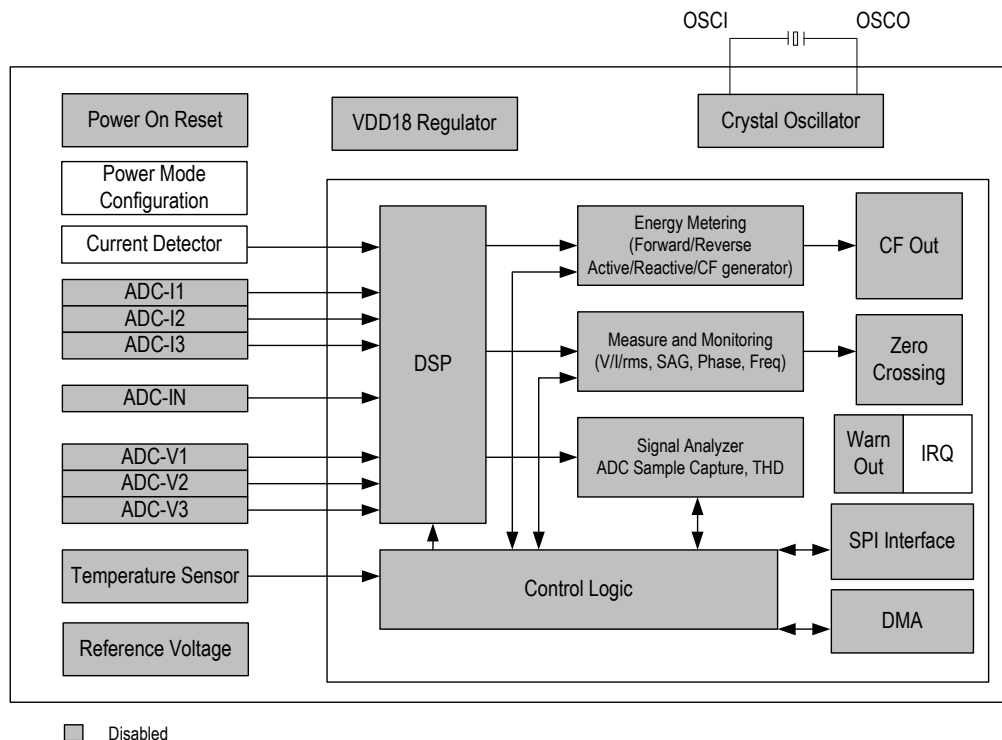 OSCI
OSCO
Power On Reset
VDD18 Regulator
Crystal Oscillator
Power Mode
Configuration
Current Detector
ADC-I1
ADC-I2
ADC-I3
ADC-IN
ADC-V1
ADC-V2
ADC-V3
Temperature Sensor
Reference Voltage
DSP
Energy Metering
(Forward/Reverse
Active/Reactive/CF generator)
CF Out
Measure and Monitoring
(V/I/rms, SAG, Phase, Freq)
Zero
Crossing
Signal Analyzer
ADC Sample Capture, THD
Warn
Out
IRQ
Control Logic
SPI Interface
DMA
Disabled